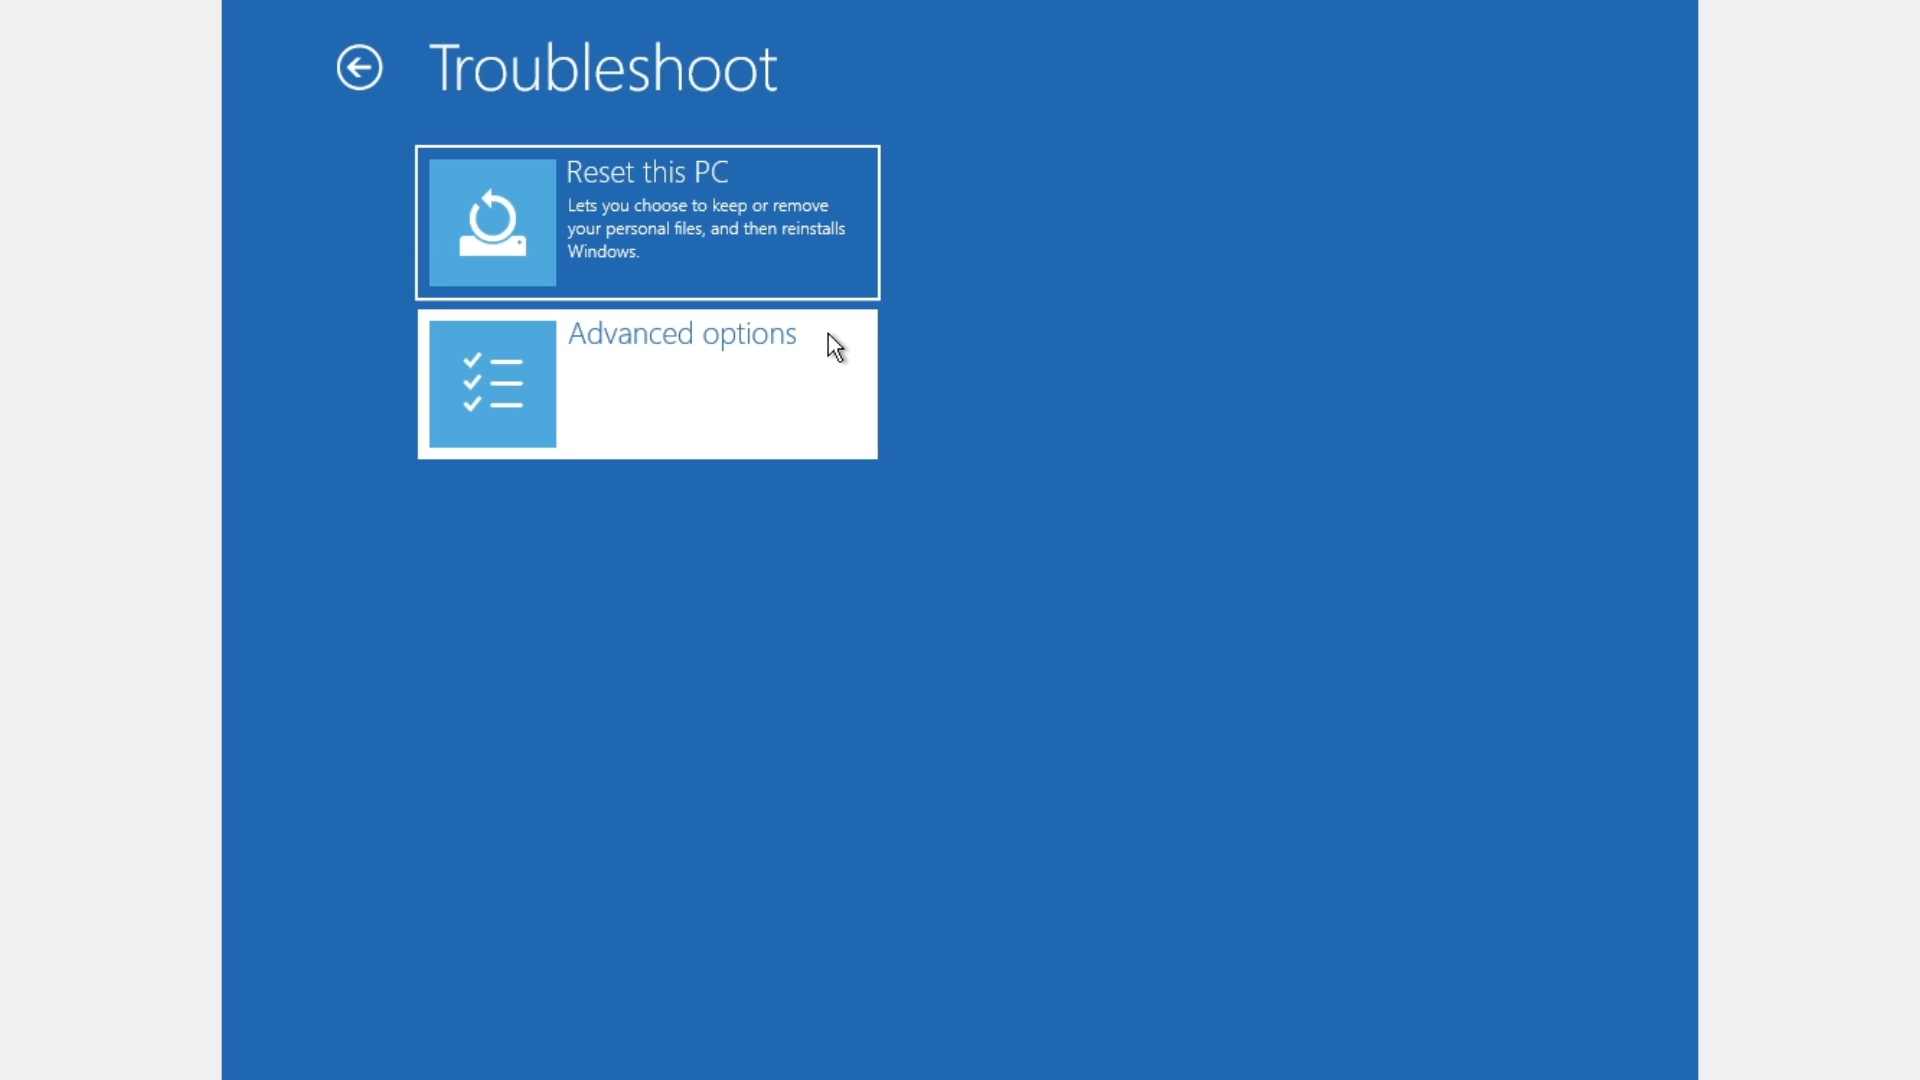 Troubleshoot
Reset this PC
Lets you choose to keep or remove
your personal files, and then reinstalls
Windows.
Advanced options